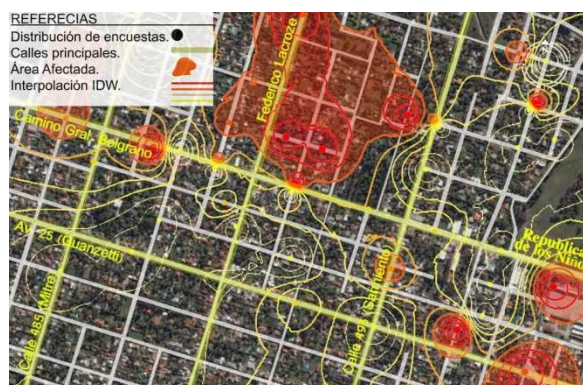 REFERECIAS
Distribución de encuestas.
Calles principales.
Área Afectada.
Interpolación IDW.
Federico Lacroze
Camino Gral. Belgrano
Av. 25 (Guanzetti)
Republica
de los Niños
Calle 485 (Mitre)
(Sarmiento)